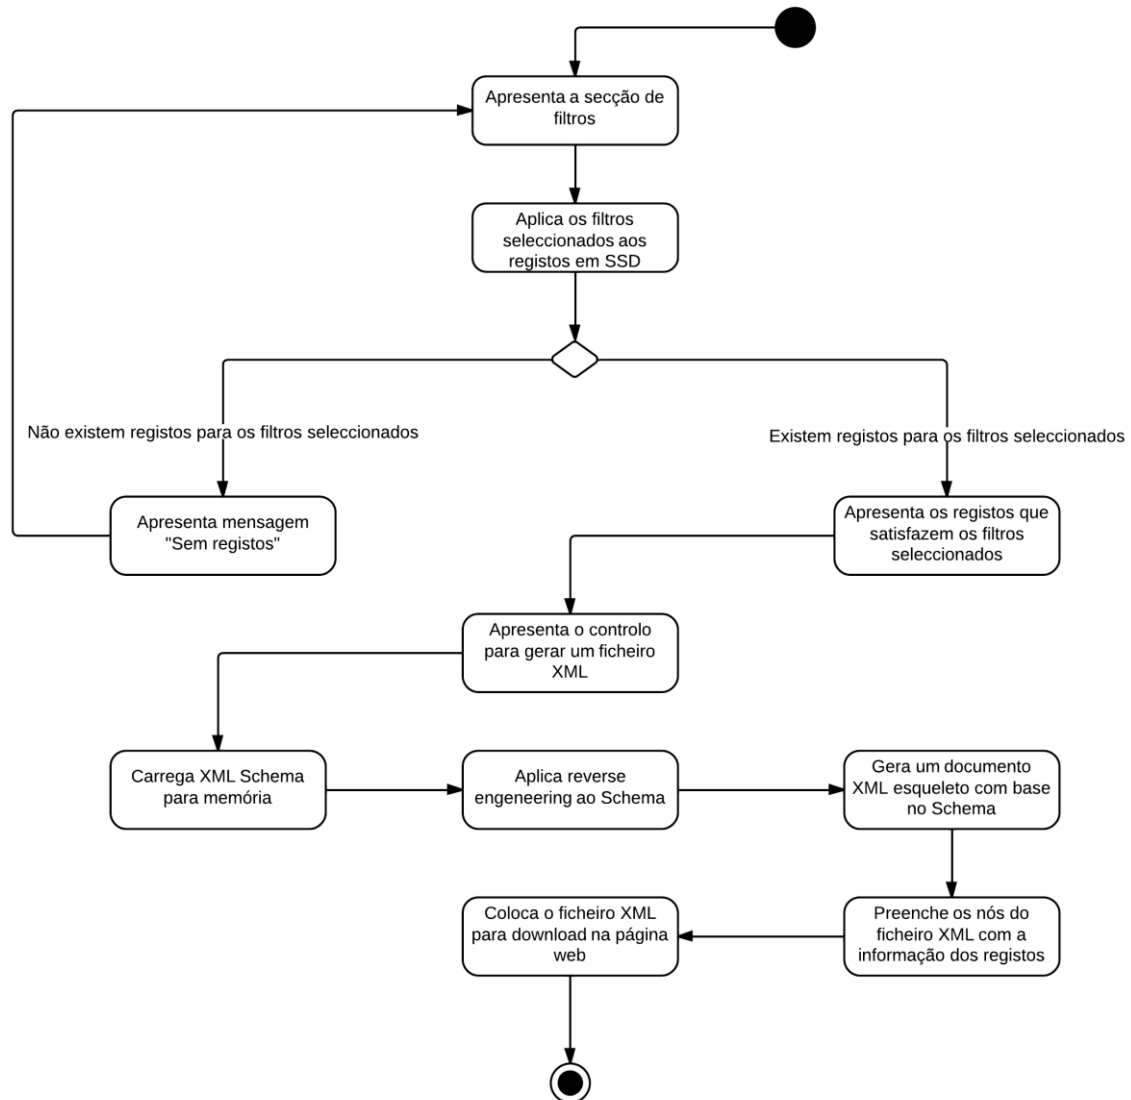 Apresenta a secção de
filtros
Aplica os filtros
seleccionados aos
registos em SSD
Não existem registos para os filtros seleccionados
Existem registos para os filtros seleccionados
Apresenta mensagem
"Sem registos"
Apresenta os registos que
satisfazem os filtros
seleccionados
Apresenta o controlo
para gerar um ficheiro
XML
Carrega XML Schema
para memória
Aplica reverse
engeneering ao Schema
Gera um documento
XML esqueleto com base
no Schema
Coloca o ficheiro XML
para download na página
web
Preenche os nós do
ficheiro XML com a
informação dos registos